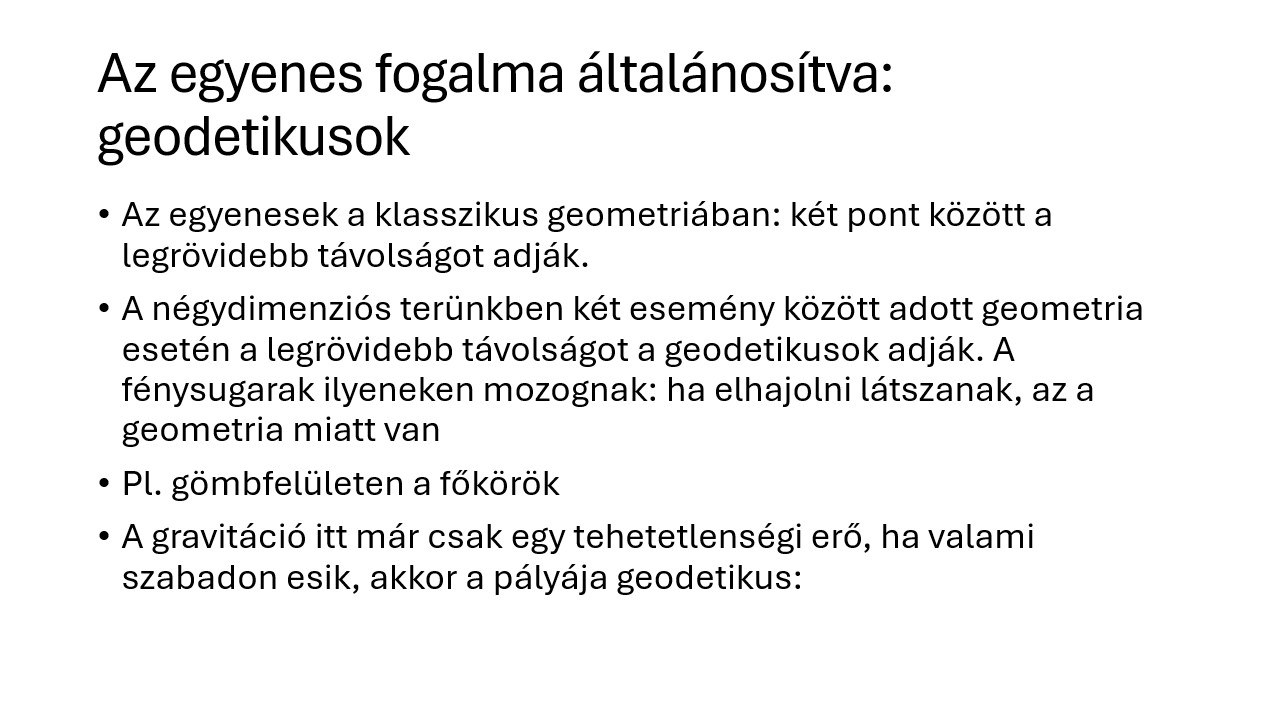 Az egyenes fogalma általánosítva:
geodetikusok
• Az egyenesek a klasszikus geometriában: két pont között a
legrövidebb távolságot adják.
• A négydimenziós terünkben két esemény között adott geometria
esetén a legrövidebb távolságot a geodetikusok adják. A
fénysugarak ilyeneken mozognak: ha elhajolni látszanak, az a
geometria miatt van
• Pl. gömbfelületen a főkörök
• A gravitáció itt már csak egy tehetetlenségi erő, ha valami
szabadon esik, akkor a pályája geodetikus: